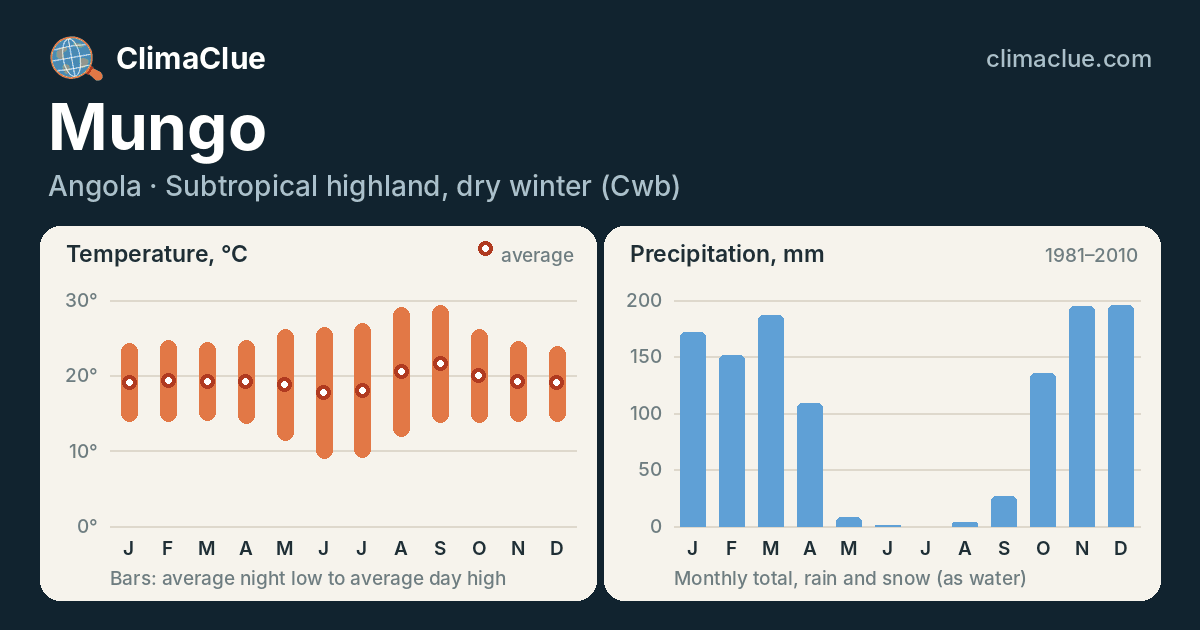 ClimaClue
climaclue.com
Mungo
Angola · Subtropical highland, dry winter (Cwb)
Temperature, °C
average
30°
20°
10°
0°
J F M A M J J A S O N D
Bars: average night low to average day high
Precipitation, mm
1981–2010
200
150
100
50
0
J F M A M J J A S O N D
Monthly total, rain and snow (as water)